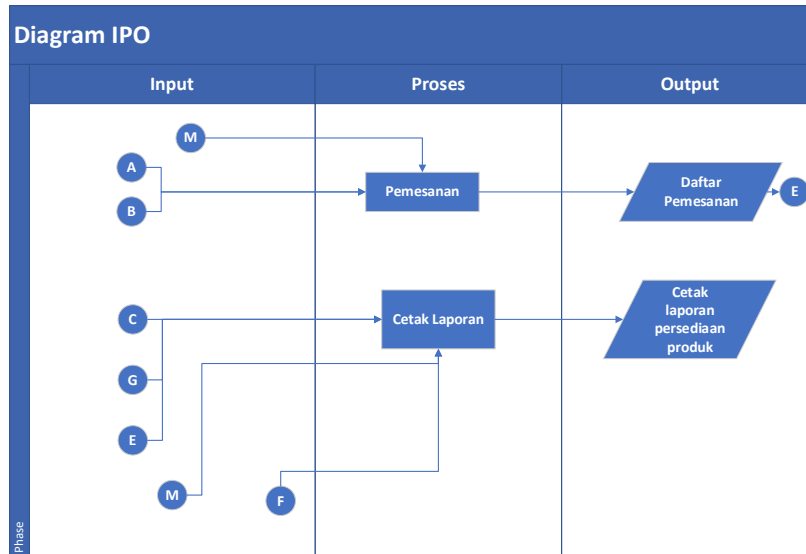 Diagram IPO
Input
Proses
Output
M
A
B
Pemesanan
Daftar
Pemesanan
E
C
G
E
M
F
Cetak Laporan
Cetak
laporan
persediaan
produk
Phase